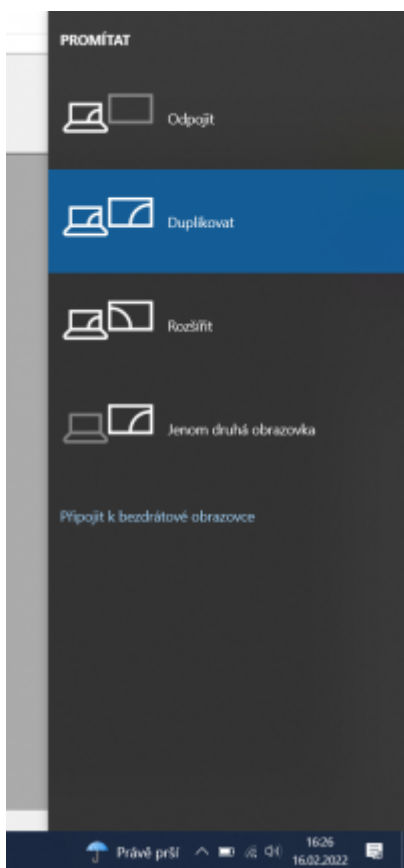 PROMÍTAT
Odpojit
Duplikovat
Rozšířit
Jenom druhá obrazovka
Připojit k bezdrátové obrazovce
Právě prší
16:26
16.02.2022